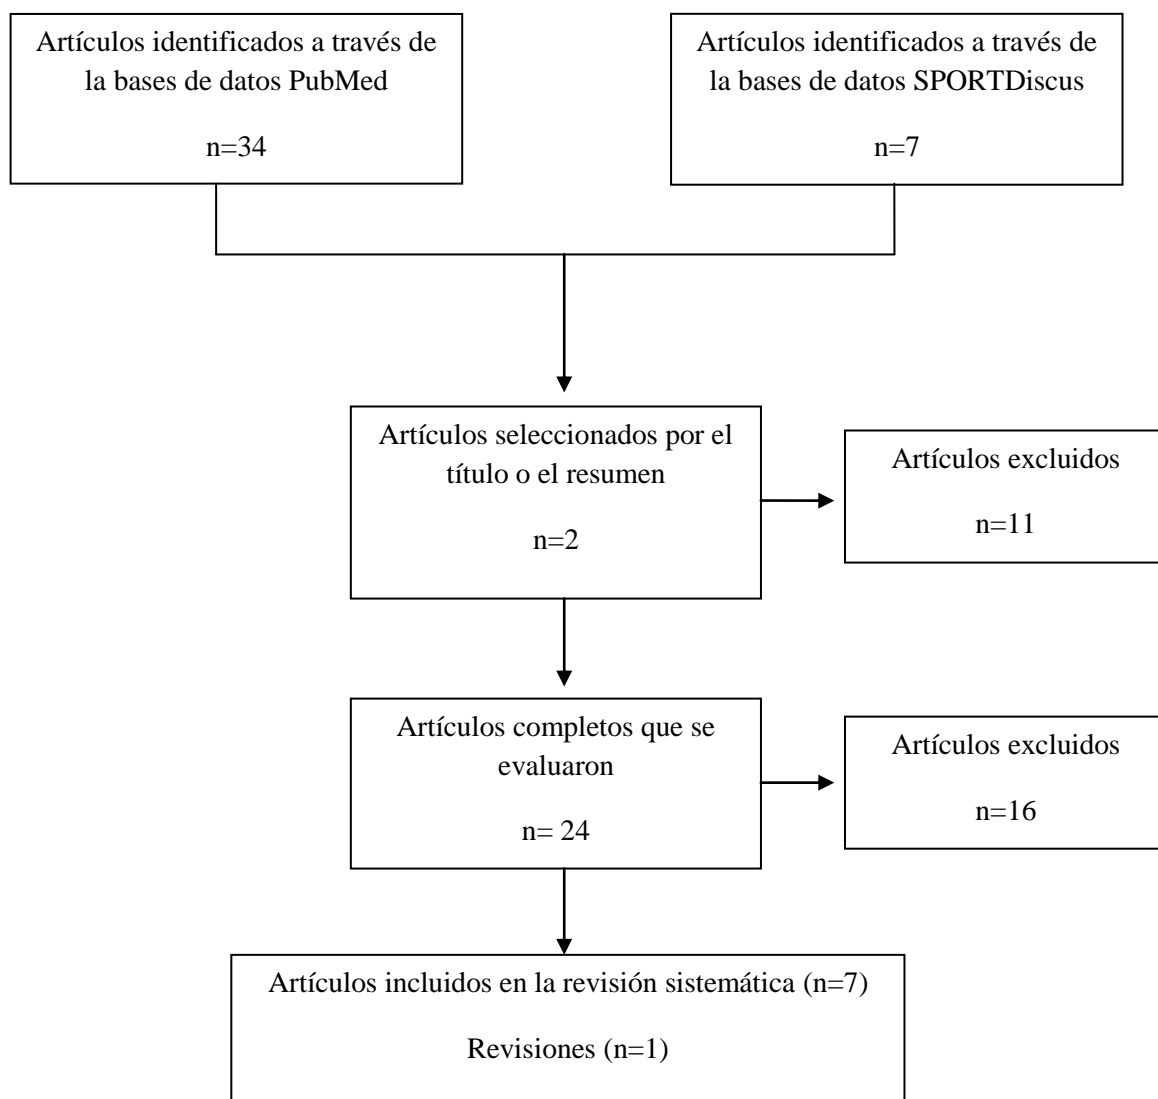 Artículos identificados a través de
la bases de datos PubMed
n=34
Artículos identificados a través de
la bases de datos SPORTDiscus
n=7
Artículos seleccionados por el
título o el resumen
n=2
Artículos excluidos
n=11
Artículos completos que se
evaluaron
n= 24
Artículos excluidos
n=16
Artículos incluidos en la revisión sistemática (n=7)
Revisiones (n=1)